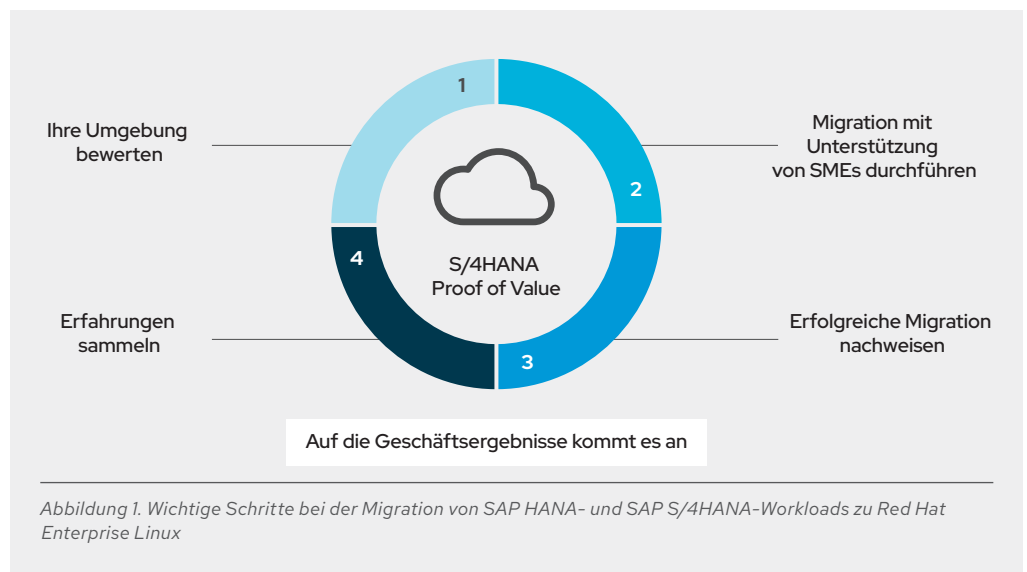 1
Ihre Umgebung
bewerten
2
Migration mit
Unterstützung
von SMEs durchführen
S/4HANA
Proof of Value
3
Erfolgreiche Migration
nachweisen
4
Erfahrungen
sammeln
Auf die Geschäftsergebnisse kommt es an
Abbildung 1. Wichtige Schritte bei der Migration von SAP HANA- und SAP S/4HANA-Workloads zu Red Hat
Enterprise Linux